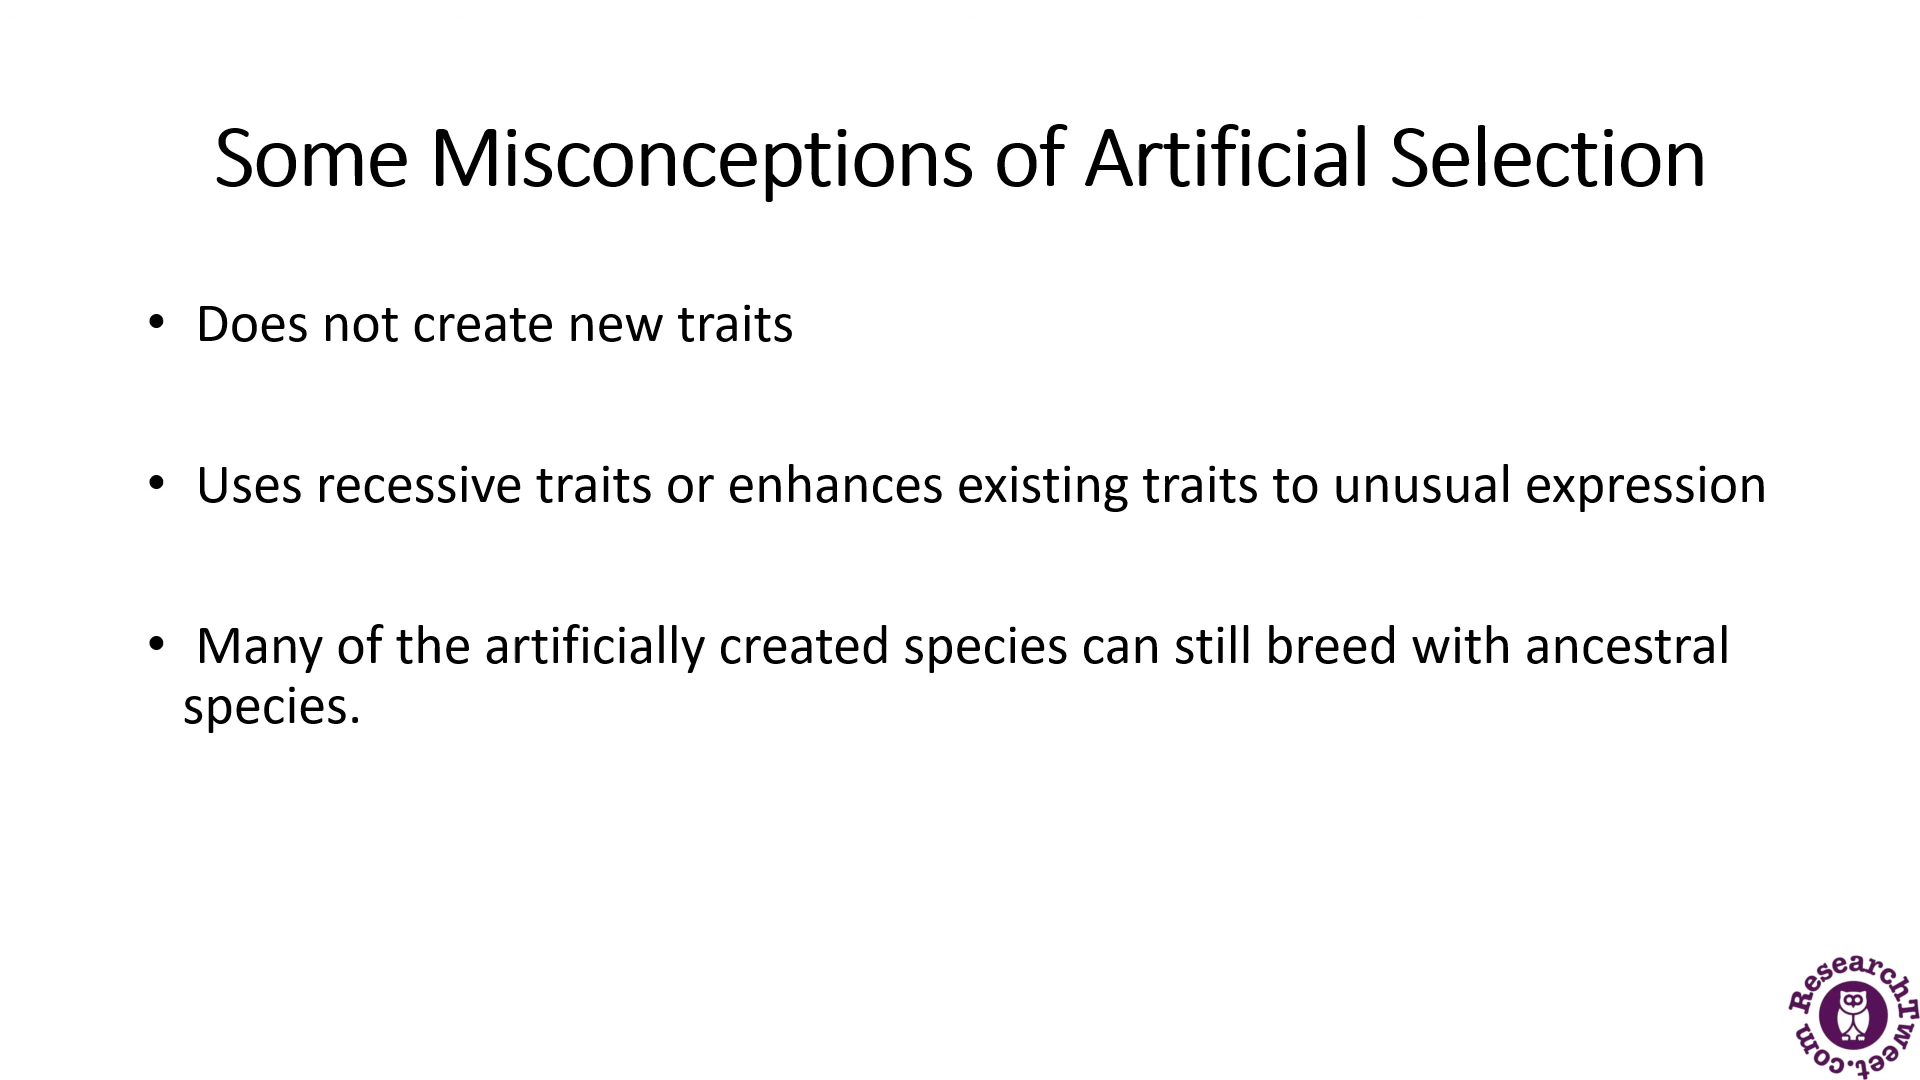 Some Misconceptions of Artificial Selection
• Does not create new traits
• Uses recessive traits or enhances existing traits to unusual expression
• Many of the artificially created species can still breed with ancestral
species.
ResearchTweet.com